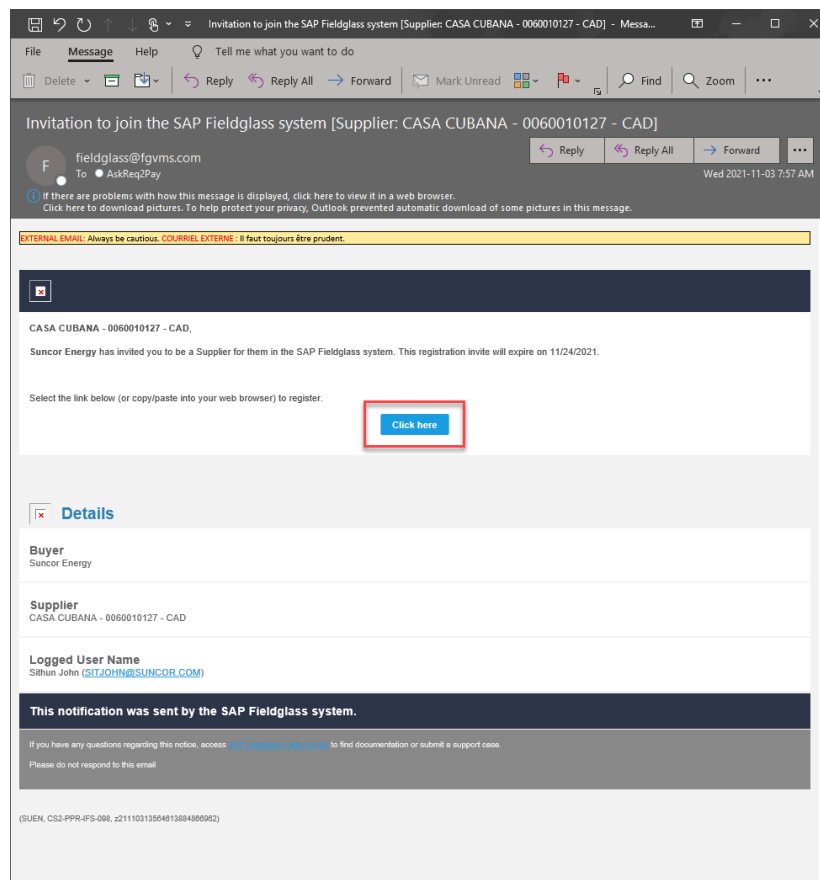 Invitation to join the SAP Fieldglass system [Supplier: CASA CUBANA - 0060010127 - CAD] - Messa...
File Message Help Tell me what you want to do
Delete Reply Reply All Forward Mark Unread Find Zoom
Invitation to join the SAP Fieldglass system [Supplier: CASA CUBANA - 0060010127 - CAD]
Reply Reply All Forward
F
fieldglass@fgvms.com
To AskReq2Pay
Wed 2021-11-03 7:57 AM
If there are problems with how this message is displayed, click here to view it in a web browser.
Click here to download pictures. To help protect your privacy, Outlook prevented automatic download of some pictures in this message.
EXTERNAL EMAIL: Always be cautious. COURRIEL EXTERNE : Il faut toujours être prudent.
CASA CUBANA - 0060010127 - CAD,
Suncor Energy has invited you to be a Supplier for them in the SAP Fieldglass system. This registration invite will expire on 11/24/2021.
Select the link below (or copy/paste into your web browser) to register.
Click here
Details
Buyer
Suncor Energy
Supplier
CASA CUBANA - 0060010127 - CAD
Logged User Name
Sithun John (SITJOHN@SUNCOR.COM)
This notification was sent by the SAP Fieldglass system.
If you have any questions regarding this notice, access to find documentation or submit a support case.
Please do not respond to this email
(SUEN, CS2-PPR-IFS-098, z21110313564613884866962)